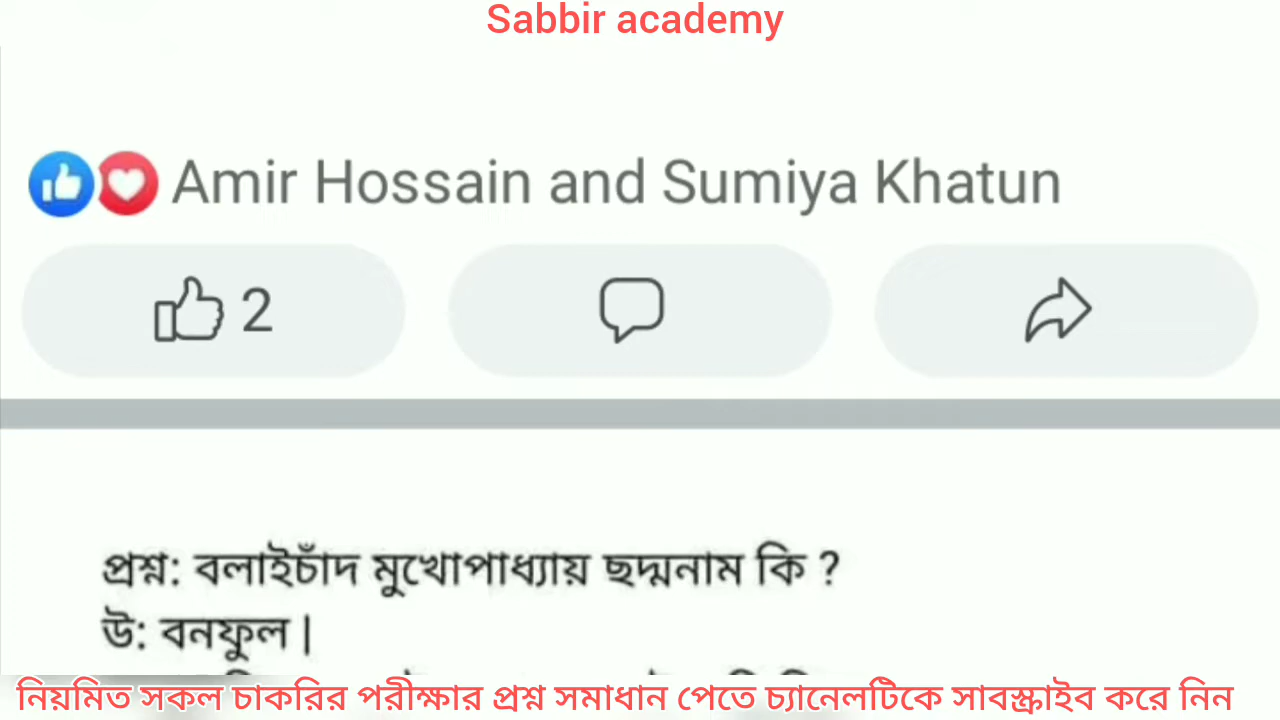 Sabbir academy
Amir Hossain and Sumiya Khatun
2
প্রশ্ন: বলাইচাঁদ মুখোপাধ্যায় ছদ্মনাম কি ?
উ: বনফুল |
নিয়মিত সকল চাকরির পরীক্ষার প্রশ্ন সমাধান পেতে চ্যানেলটিকে সাবস্ক্রাইব করে নিন